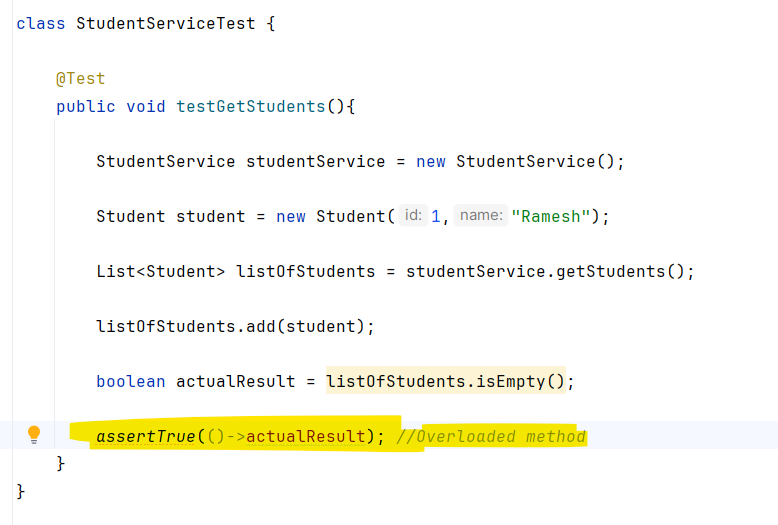 class StudentServiceTest {
@Test
public void testGetStudents(){
StudentService studentService = new StudentService();
Student student = new Student( id: 1, name: "Ramesh");
List<Student> listOfStudents = studentService.getStudents();
listOfStudents.add(student);
boolean actualResult = listOfStudents.isEmpty();
assertTrue(()->actualResult); //Overloaded method
}
}